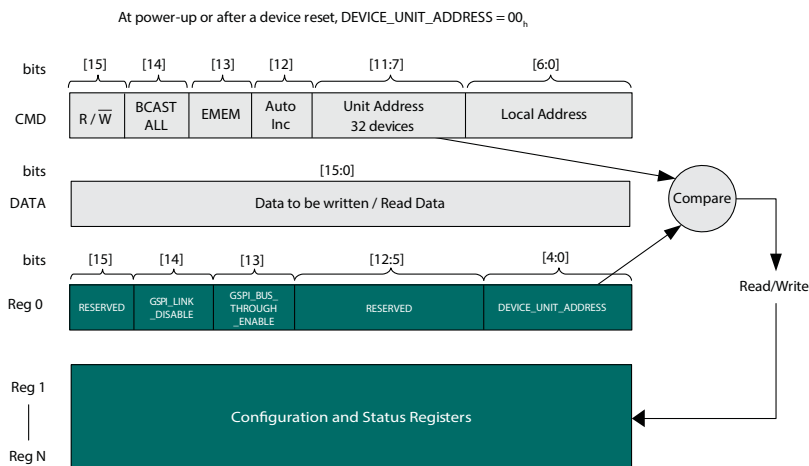 At power-up or after a device reset, DEVICE_UNIT_ADDRESS = 00h
bits [15] [14] [13] [12] [11:7] [6:0]
CMD R / W BCAST ALL EMEM Auto Inc Unit Address 32 devices Local Address
bits [15:0]
DATA Data to be written / Read Data
Compare
bits [15] [14] [13] [12:5] [4:0]
Reg 0 RESERVED GSPI_LINK _DISABLE GSPI_BUS_ THROUGH _ENABLE RESERVED DEVICE_UNIT_ADDRESS
Read/Write
Reg 1
Configuration and Status Registers
Reg N